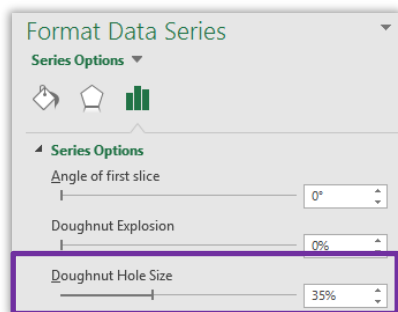 Format Data Series
Series Options
Series Options
Angle of first slice
0°
Doughnut Explosion
0%
Doughnut Hole Size
35%